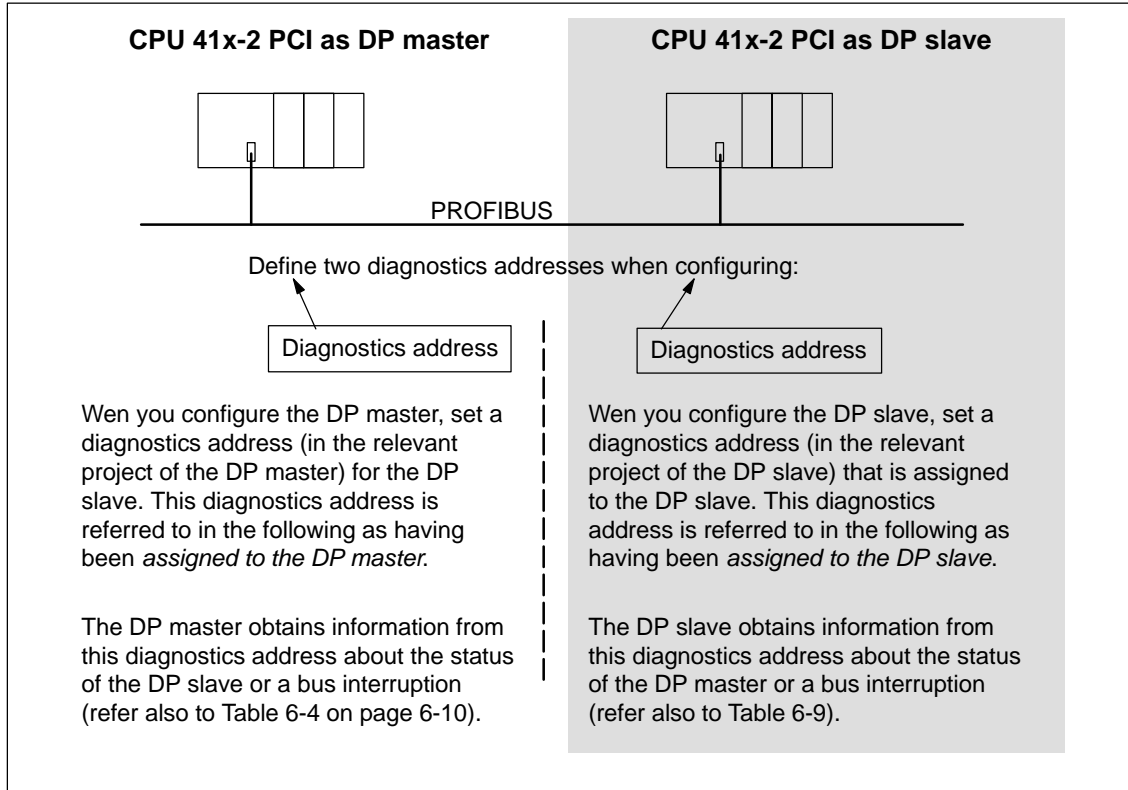 CPU 41x-2 PCI as DP master
CPU 41x-2 PCI as DP slave
PROFIBUS
Define two diagnostics addresses when configuring:
Diagnostics address
Diagnostics address
Wen you configure the DP master, set a
diagnostics address (in the relevant
project of the DP master) for the DP
slave. This diagnostics address is
referred to in the following as having
been assigned to the DP master.
The DP master obtains information from
this diagnostics address about the status
of the DP slave or a bus interruption
(refer also to Table 6-4 on page 6-10).
Wen you configure the DP slave, set a
diagnostics address (in the relevant
project of the DP slave) that is assigned
to the DP slave. This diagnostics
address is referred to in the following as
having been assigned to the DP slave.
The DP slave obtains information from
this diagnostics address about the status
of the DP master or a bus interruption
(refer also to Table 6-9).